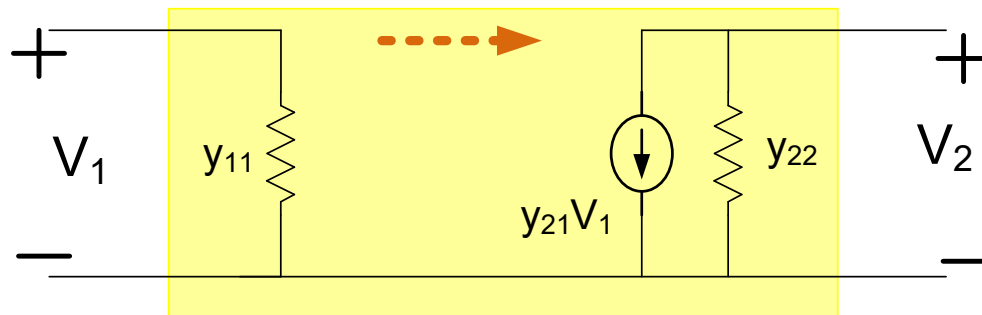 +
+
V₁
y₁₁
y₂₁V₁
y₂₂
V₂
−
−